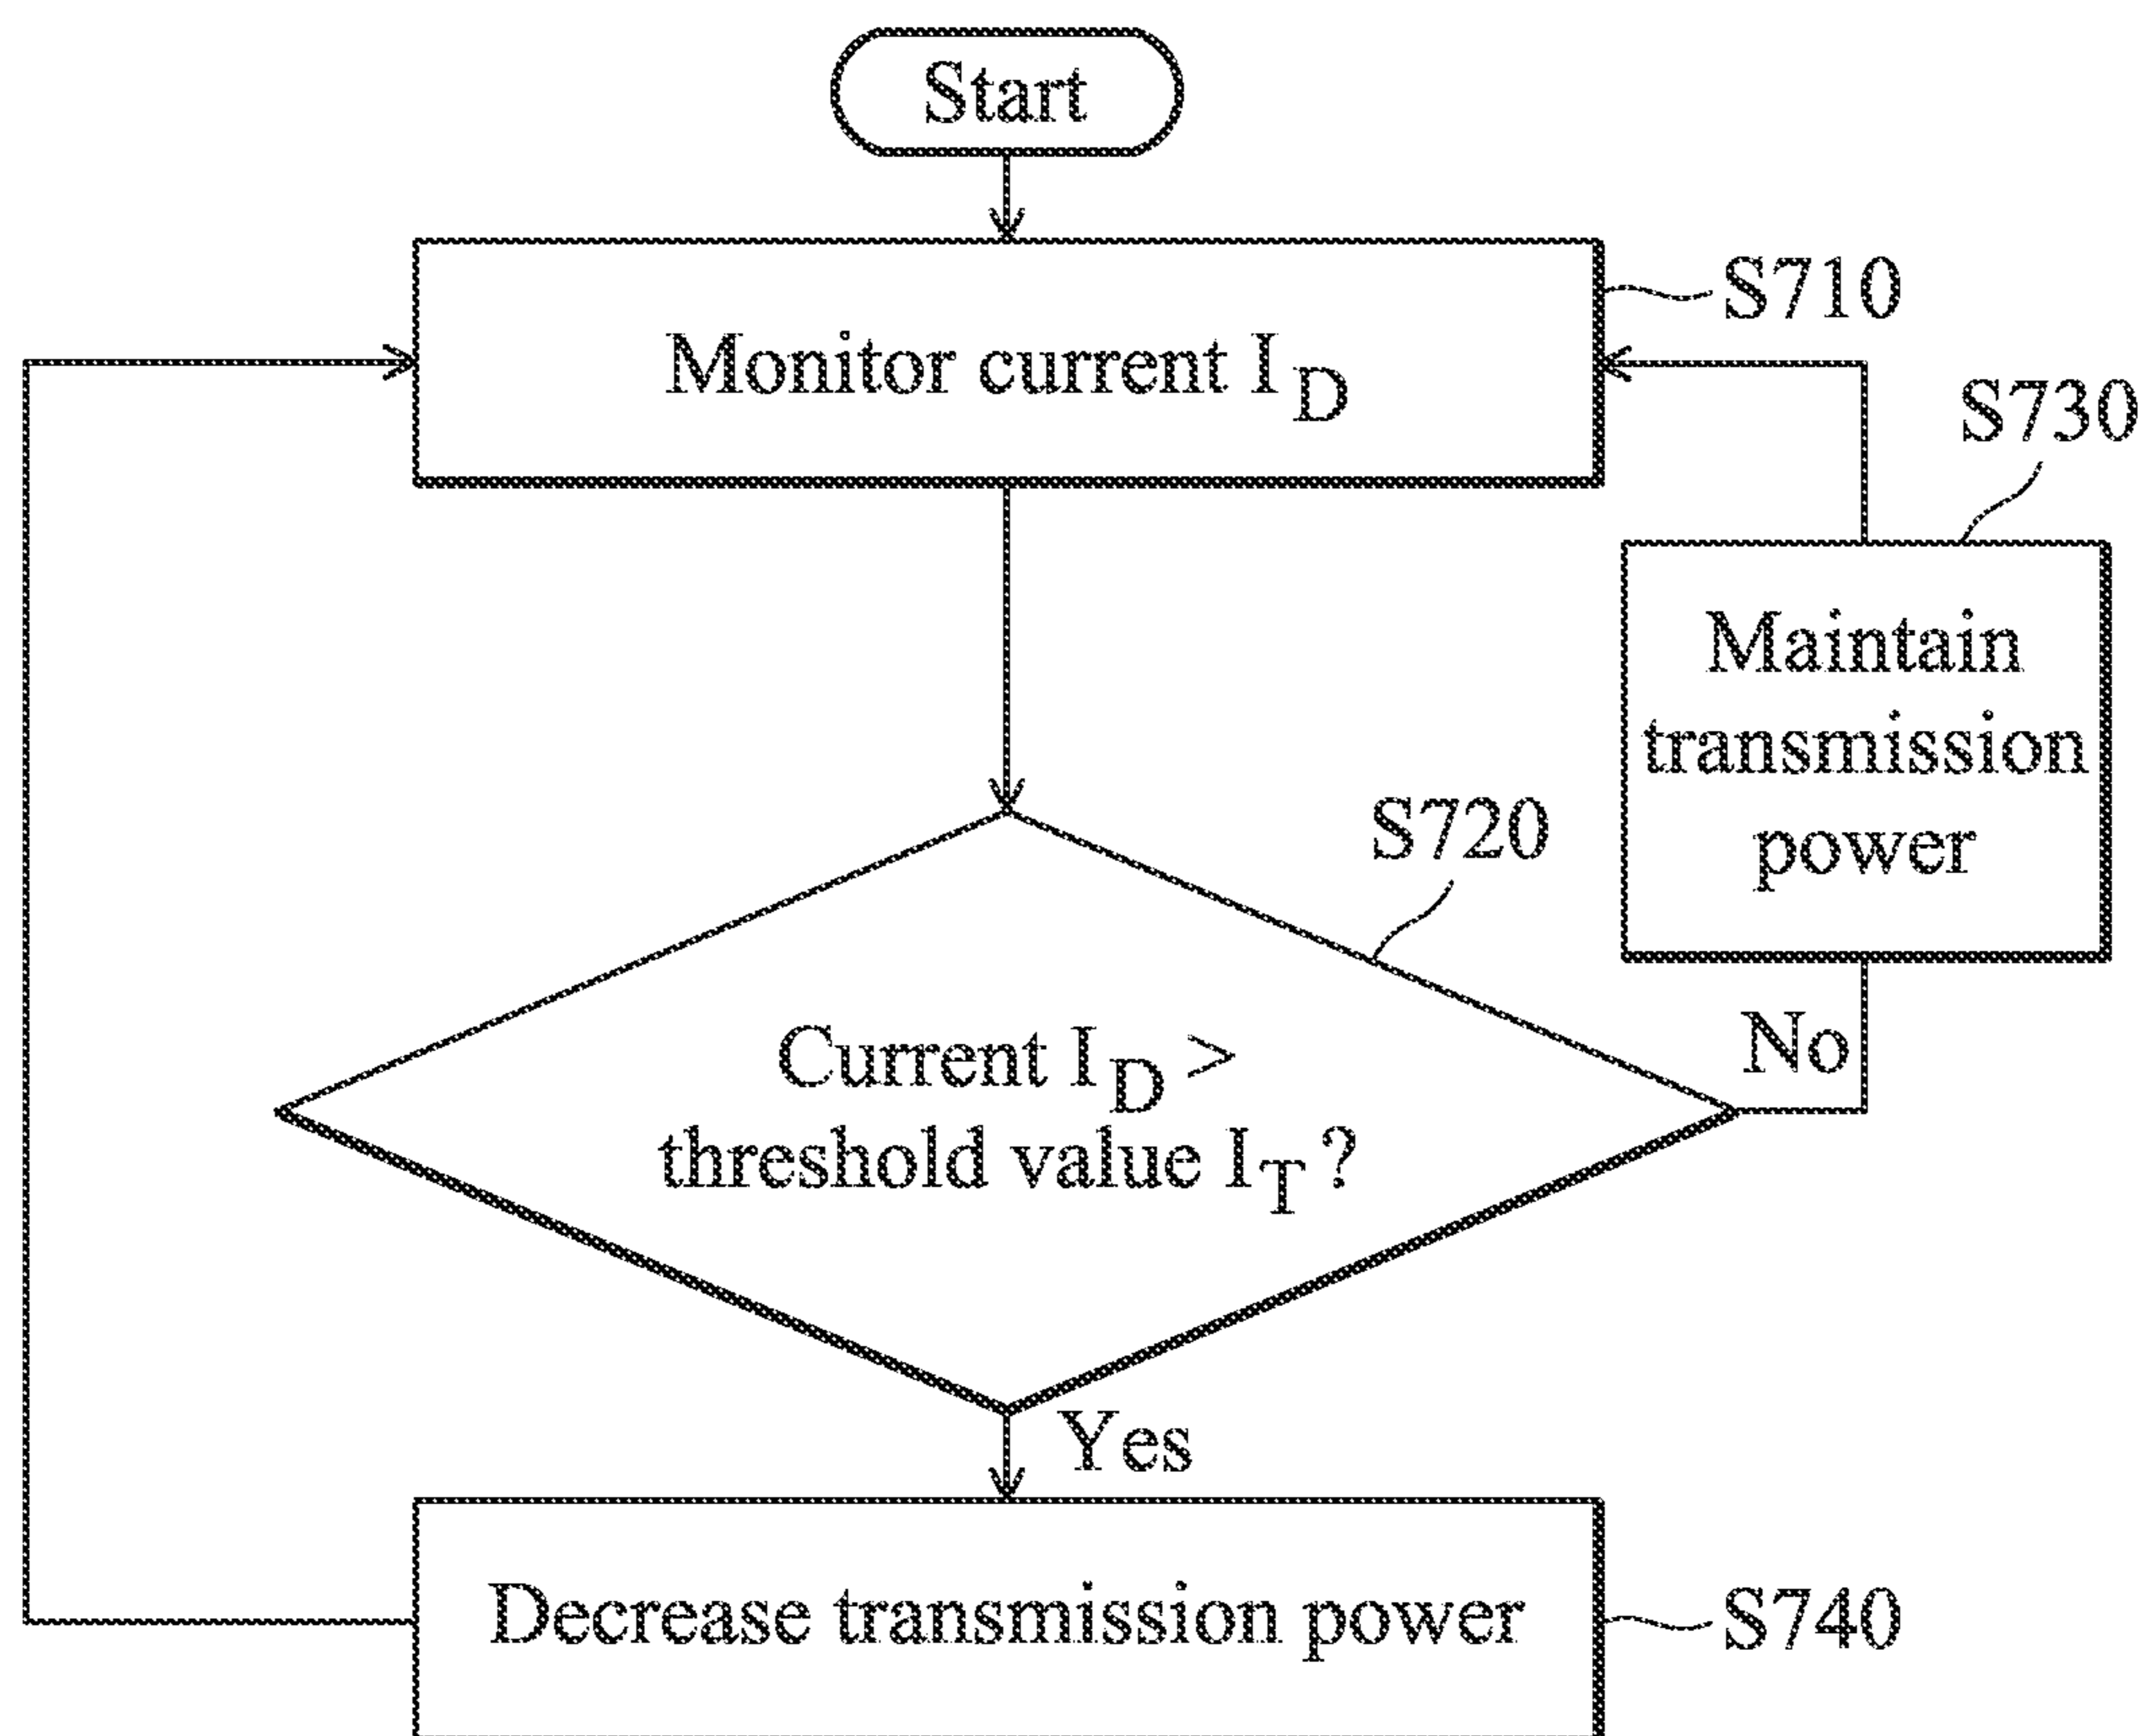 Start
S710
Monitor current I_D
S730
Maintain
transmission
power
S720
No
Current I_D >
threshold value I_T ?
Yes
Decrease transmission power
S740